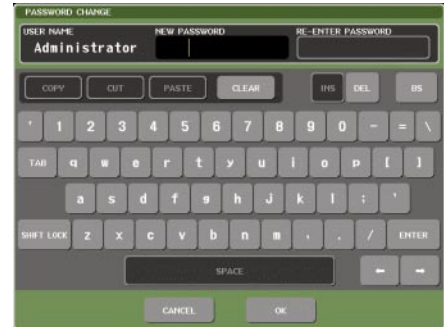 PASSWORD CHANGE
USER NAME NEW PASSWORD RE-ENTER PASSWORD
Administrator
COPY CUT PASTE CLEAR INS DEL BS
' 1 2 3 4 5 6 7 8 9 0 - = \
TAB q w e r t y u i o p [ ]
a s d f g h j k l ; '
SHIFT LOCK z x c v b n m , . / ENTER
SPACE ← →
CANCEL OK